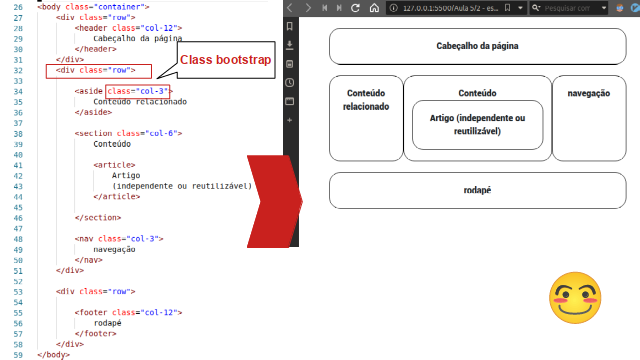 26 <body class="container">
27 <div class="row">
28 <header class="col-12">
29 Cabeçalho da página
30 </header>
31 </div>
32 <div class="row">
33
34 <aside class="col-3">
35 Conteúdo relacionado
36 </aside>
37
38 <section class="col-6">
39 Conteúdo
40
41 <article>
42 Artigo
43 (independente ou reutilizável)
44 </article>
45
46 </section>
47
48 <nav class="col-3">
49 navegação
50 </nav>
51 </div>
52
53 <div class="row">
54
55 <footer class="col-12">
56 rodapé
57 </footer>
58 </div>
59 </body>
Class bootstrap
127.0.0.1:5500/Aula 5/2 - es...
Pesquisar com
Cabeçalho da página
Conteúdo
relacionado
Conteúdo
Artigo (independente ou
reutilizável)
navegação
rodapé